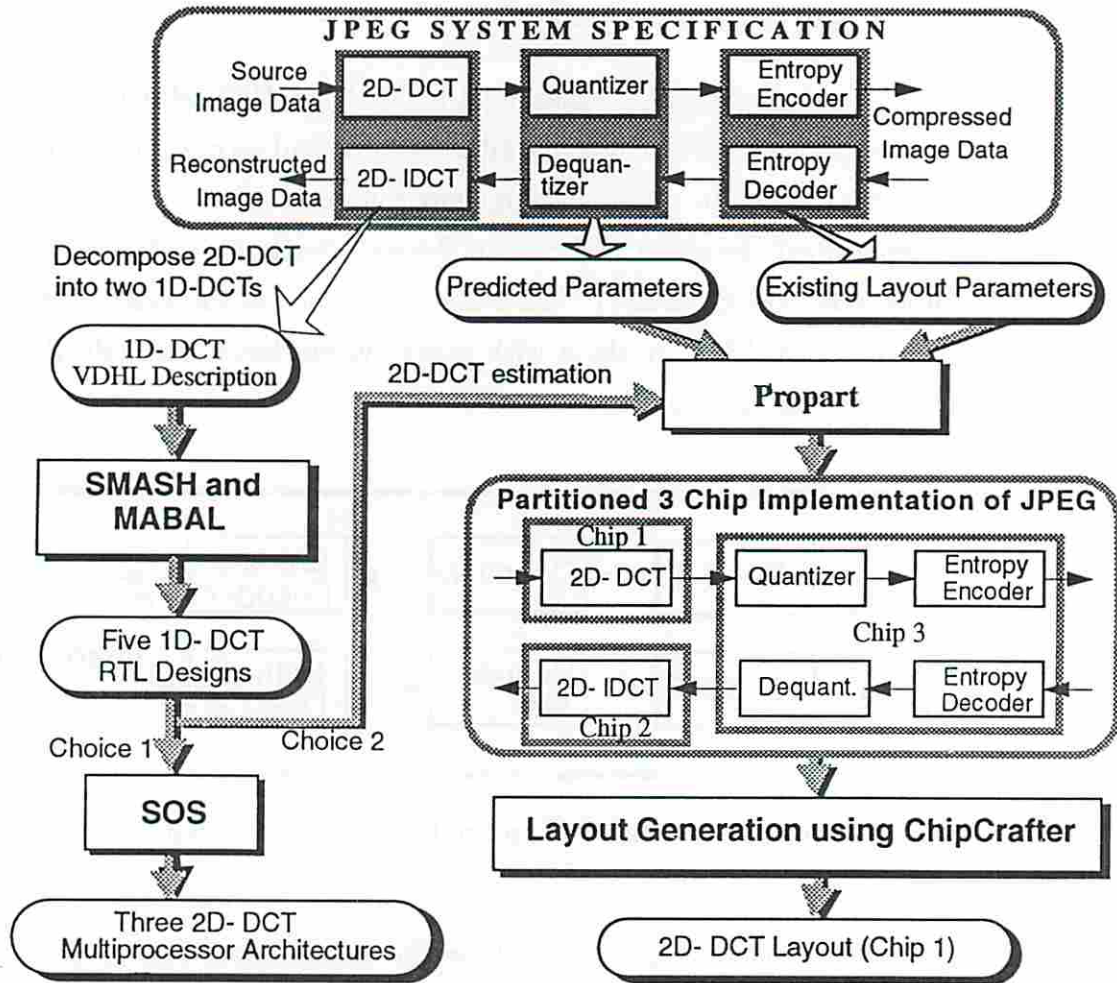 JPEG SYSTEM SPECIFICATION
Source
Image Data
2D- DCT
Quantizer
Entropy
Encoder
Compressed
Image Data
Reconstructed
Image Data
2D- IDCT
Dequan-
tizer
Entropy
Decoder
Decompose 2D-DCT
into two 1D-DCTs
Predicted Parameters
Existing Layout Parameters
1D- DCT
VDHL Description
2D-DCT estimation
Propart
SMASH and
MABAL
Partitioned 3 Chip Implementation of JPEG
Chip 1
2D- DCT
Quantizer
Entropy
Encoder
Chip 3
2D- IDCT
Chip 2
Dequant.
Entropy
Decoder
Five 1D- DCT
RTL Designs
Choice 1
Choice 2
SOS
Layout Generation using ChipCrafter
Three 2D- DCT
Multiprocessor Architectures
2D- DCT Layout (Chip 1)